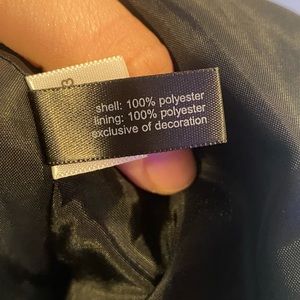 shell: 100% polyester
lining: 100% polyester
exclusive of decoration